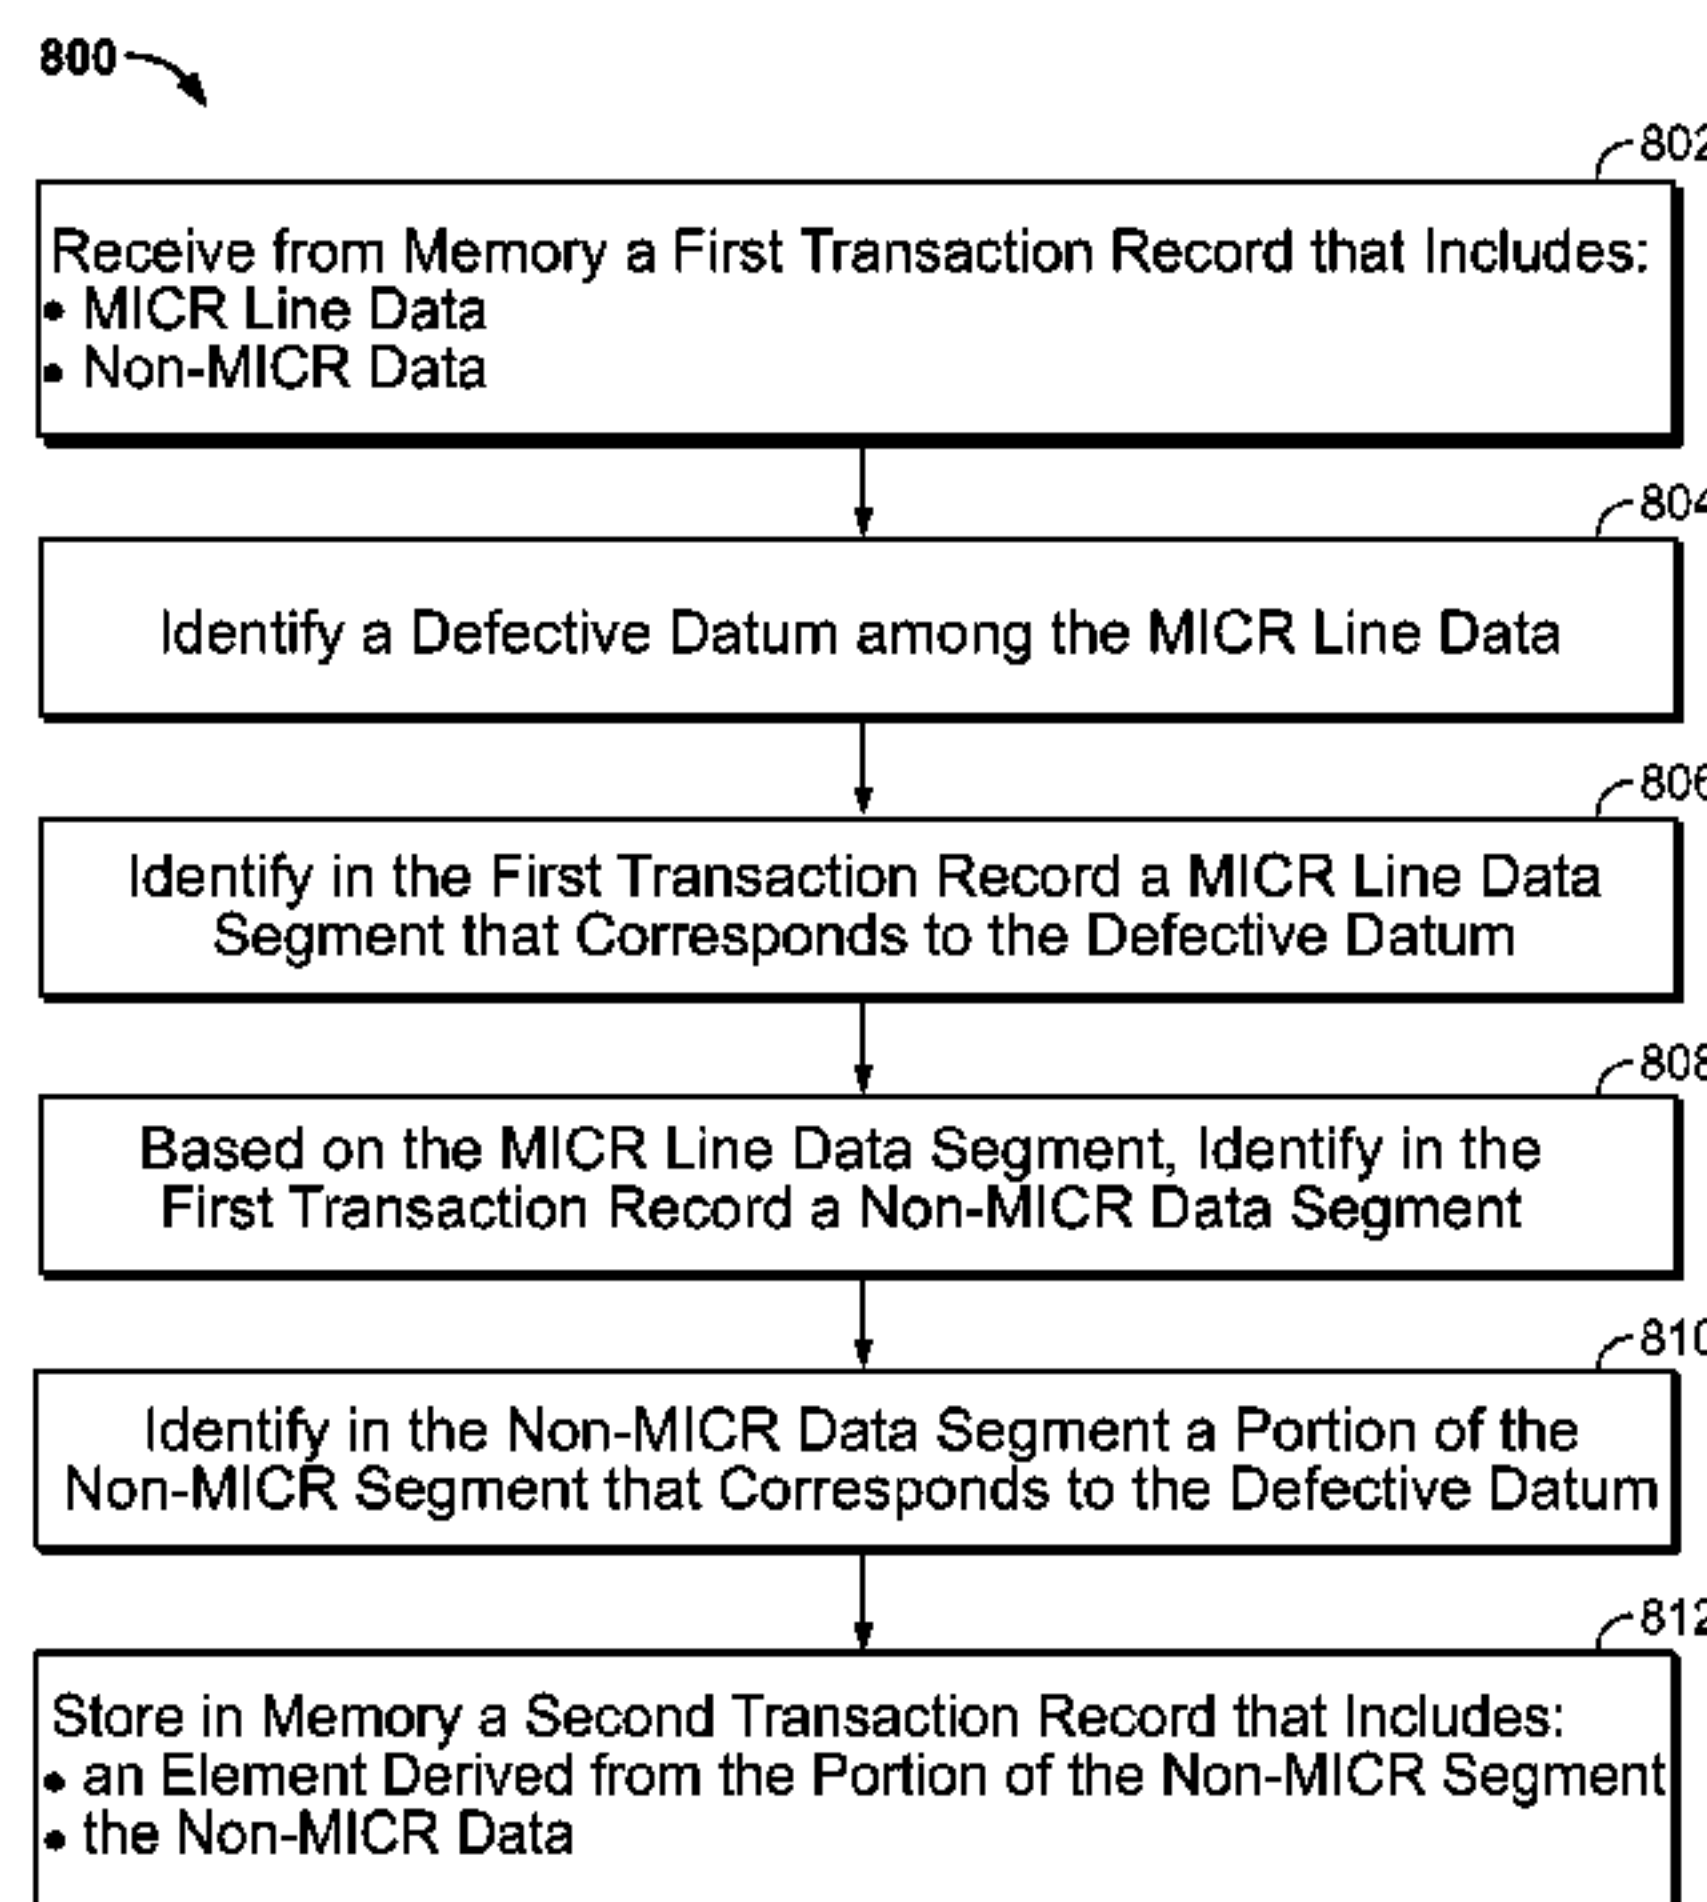 800
802
Receive from Memory a First Transaction Record that Includes:
• MICR Line Data
• Non-MICR Data
804
Identify a Defective Datum among the MICR Line Data
806
Identify in the First Transaction Record a MICR Line Data
Segment that Corresponds to the Defective Datum
808
Based on the MICR Line Data Segment, Identify in the
First Transaction Record a Non-MICR Data Segment
810
Identify in the Non-MICR Data Segment a Portion of the
Non-MICR Segment that Corresponds to the Defective Datum
812
Store in Memory a Second Transaction Record that Includes:
• an Element Derived from the Portion of the Non-MICR Segment
• the Non-MICR Data